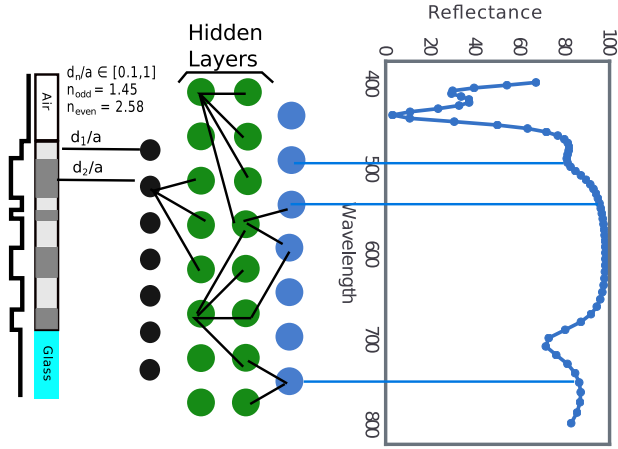 Reflectance
0 20 40 60 80 100
Hidden
Layers
dn/a ∈ [0.1,1]
nodd = 1.45
neven = 2.58
Air
d1/a
d2/a
Glass
Wavelength
400
500
600
700
800